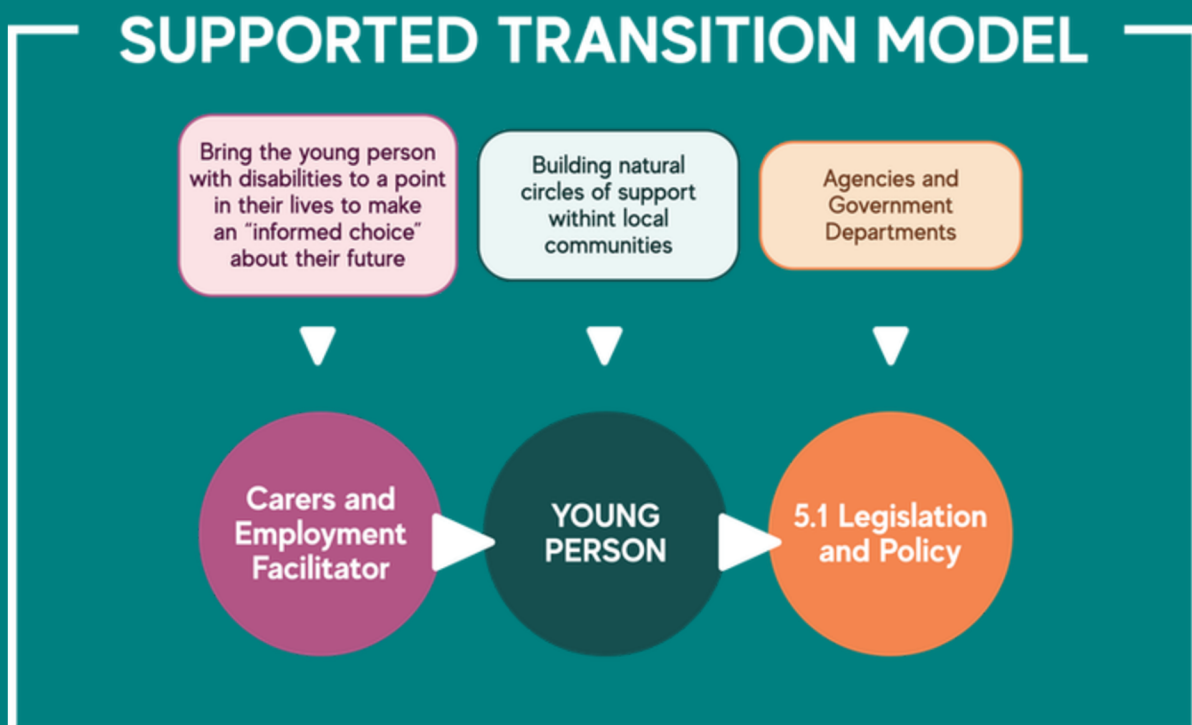 SUPPORTED TRANSITION MODEL
Bring the young person
with disabilities to a point
in their lives to make
an “informed choice”
about their future
Building natural
circles of support
withint local
communities
Agencies and
Government
Departments
Carers and
Employment
Facilitator
YOUNG
PERSON
5.1 Legislation
and Policy